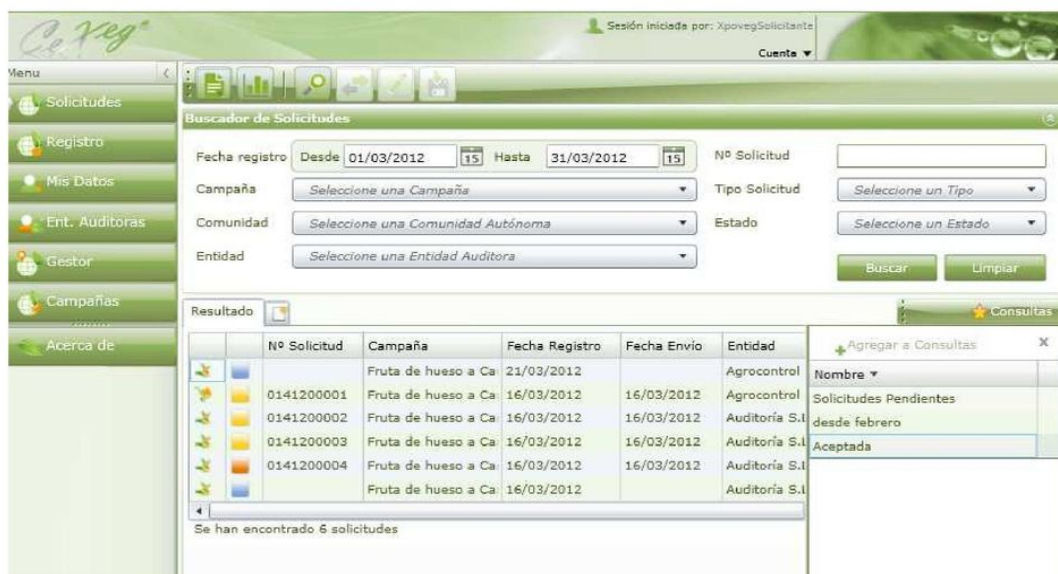 CeXveg
Sesión iniciada por: XpovegSolicitante
Cuenta
Menu
Solicitudes
Registro
Mis Datos
Ent. Auditoras
Gestor
Campañas
Acerca de
Buscador de Solicitudes
Fecha registro Desde 01/03/2012 15 Hasta 31/03/2012 15 Nº Solicitud
Campaña Seleccione una Campaña Tipo Solicitud Seleccione un Tipo
Comunidad Seleccione una Comunidad Autónoma Estado Seleccione un Estado
Entidad Seleccione una Entidad Auditora
Buscar Limpiar
Resultado
Consultas
Nº Solicitud Campaña Fecha Registro Fecha Envío Entidad
Fruta de hueso a Ca 21/03/2012 Agrocontrol
0141200001 Fruta de hueso a Ca 16/03/2012 16/03/2012 Agrocontrol
0141200002 Fruta de hueso a Ca 16/03/2012 16/03/2012 Auditoría S.L
0141200003 Fruta de hueso a Ca 16/03/2012 16/03/2012 Auditoría S.L
0141200004 Fruta de hueso a Ca 16/03/2012 16/03/2012 Auditoría S.L
Fruta de hueso a Ca 16/03/2012 Auditoría S.L
Se han encontrado 6 solicitudes
Agregar a Consultas
Nombre
Solicitudes Pendientes
desde febrero
Aceptada